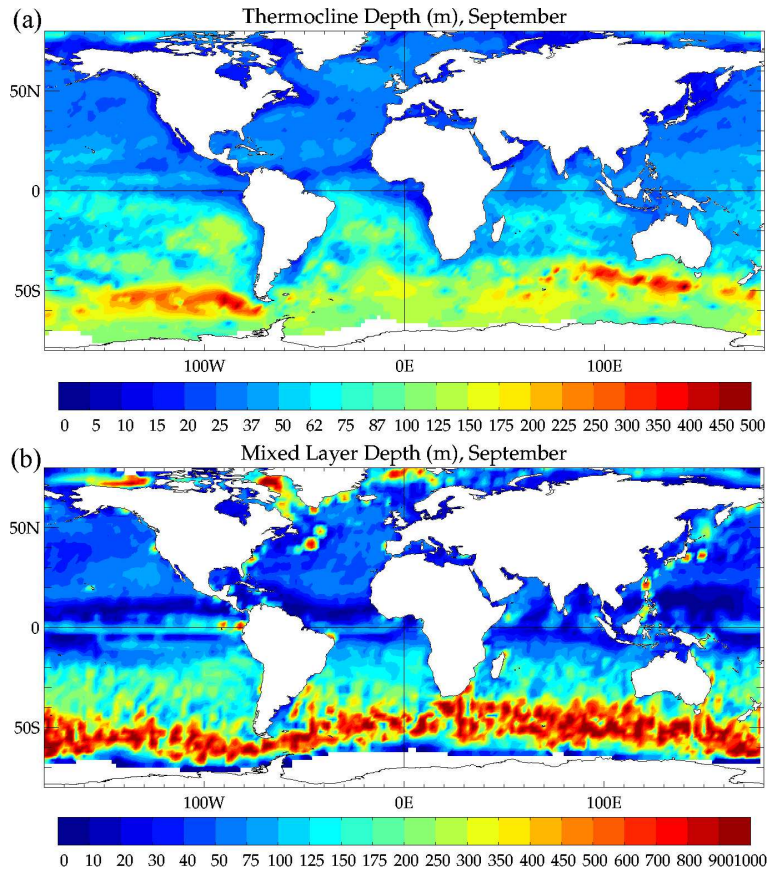 (a) Thermocline Depth (m), September
50N
0
50S
100W 0E 100E
0 5 10 15 20 25 37 50 62 75 87 100 125 150 175 200 225 250 300 350 400 450 500
(b) Mixed Layer Depth (m), September
50N
0
50S
100W 0E 100E
0 10 20 30 40 50 75 100 125 150 175 200 250 300 350 400 450 500 600 700 800 900 1000